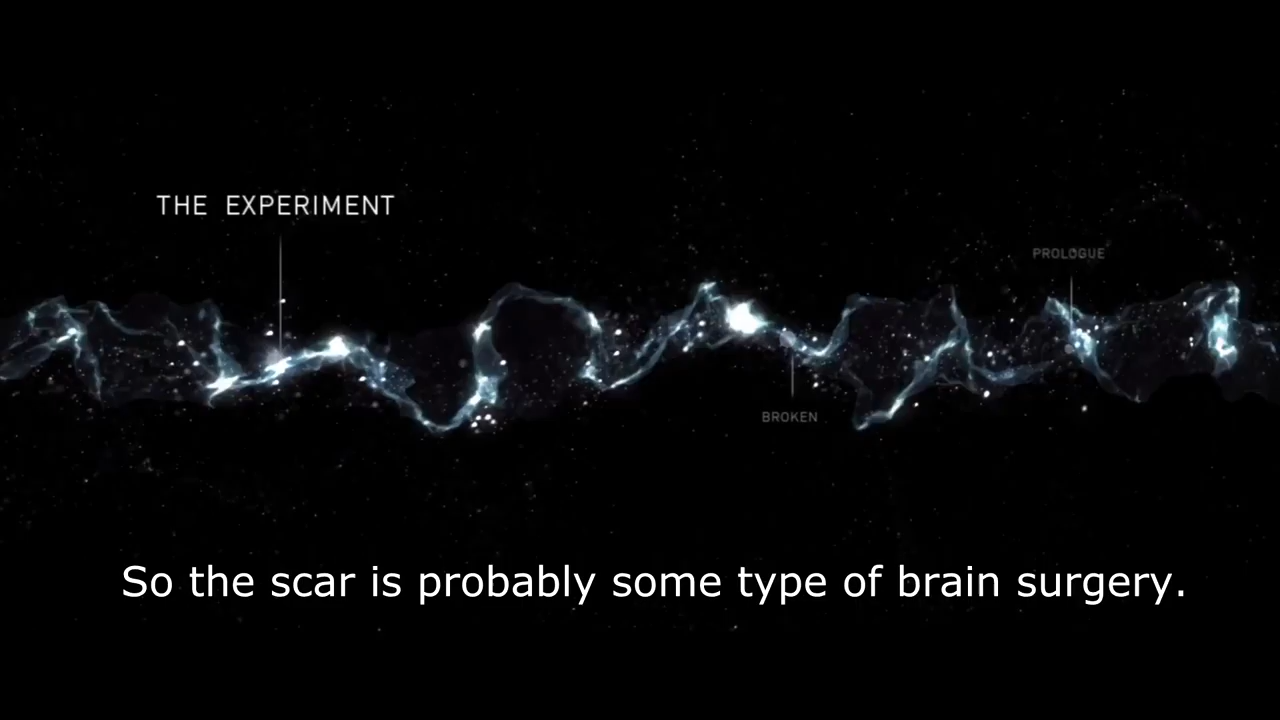 THE EXPERIMENT
PROLOGUE
BROKEN
So the scar is probably some type of brain surgery.